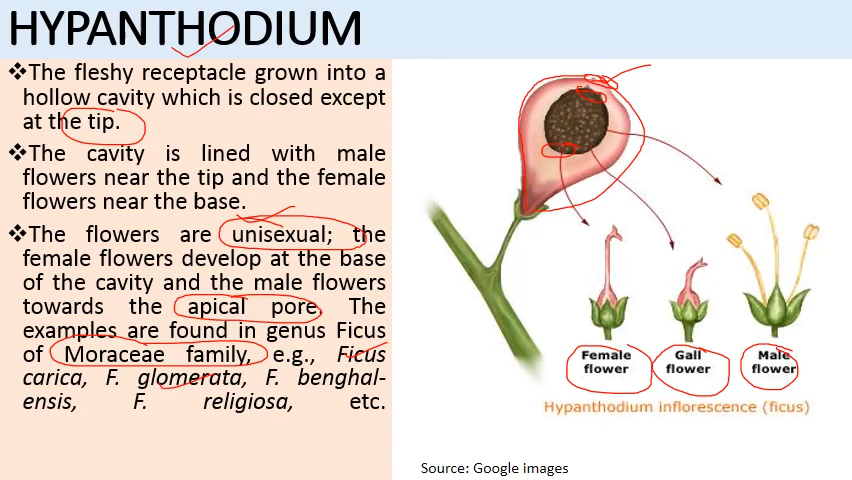 HYPANTHODIUM
❖The fleshy receptacle grown into a
hollow cavity which is closed except
at the tip.
❖The cavity is lined with male
flowers near the tip and the female
flowers near the base.
❖The flowers are unisexual; the
female flowers develop at the base
of the cavity and the male flowers
towards the apical pore. The
examples are found in genus Ficus
of Moraceae family, e.g., Ficus
carica, F. glomerata, F. benghal-
ensis, F. religiosa, etc.
Female
flower
Gall
flower
Male
flower
Hypanthodium inflorescence (ficus)
Source: Google images